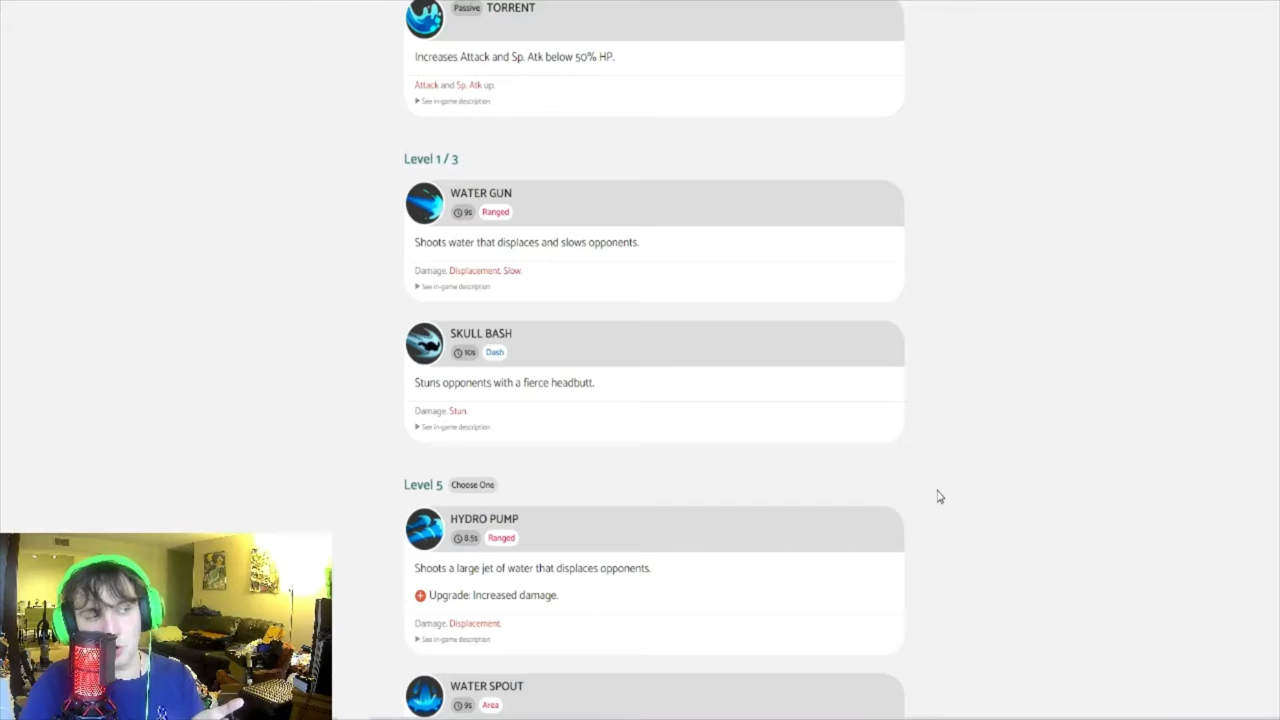 Passive TORRENT
Increases Attack and Sp. Atk below 50% HP.
Attack and Sp. Atk up.
See in-game description
Level 1 / 3
WATER GUN
9s Ranged
Shoots water that displaces and slows opponents.
Damage. Displacement. Slow.
See in-game description
SKULL BASH
10s Dash
Stuns opponents with a fierce headbutt.
Damage. Stun.
See in-game description
Level 5 Choose One
HYDRO PUMP
8.5s Ranged
Shoots a large jet of water that displaces opponents.
Upgrade: Increased damage.
Damage. Displacement.
See in-game description
WATER SPOUT
9s Area